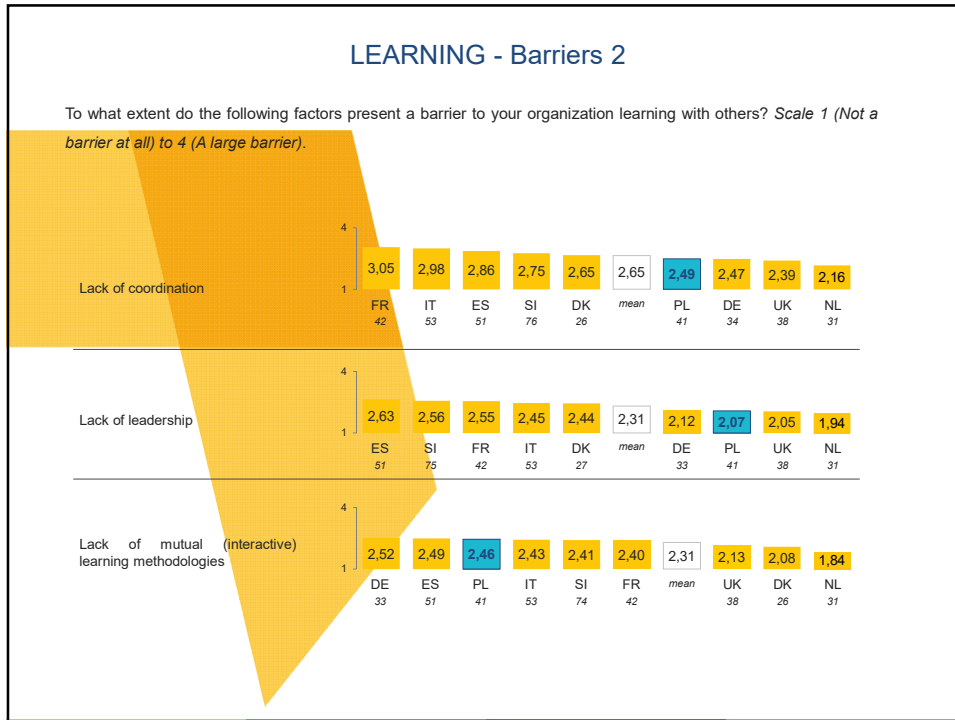 LEARNING - Barriers 2
To what extent do the following factors present a barrier to your organization learning with others? Scale 1 (Not a
barrier at all) to 4 (A large barrier).
4
3,05 2,98 2,86 2,75 2,65 2,65 2,49 2,47 2,39 2,16
Lack of coordination
1
FR IT ES SI DK mean PL DE UK NL
42 53 51 76 26 41 34 38 31
4
2,63 2,56 2,55 2,45 2,44 2,31 2,12 2,07 2,05 1,94
Lack of leadership
1
ES SI FR IT DK mean DE PL UK NL
51 75 42 53 27 33 41 38 31
4
Lack of mutual (interactive)
2,52 2,49 2,46 2,43 2,41 2,40 2,31 2,13 2,08 1,84
learning methodologies
1
DE ES PL IT SI FR mean UK DK NL
33 51 41 53 74 42 38 26 31